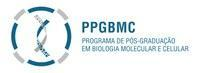 PPGBMC
PROGRAMA DE PÓS-GRADUAÇÃO
EM BIOLOGIA MOLECULAR E CELULAR